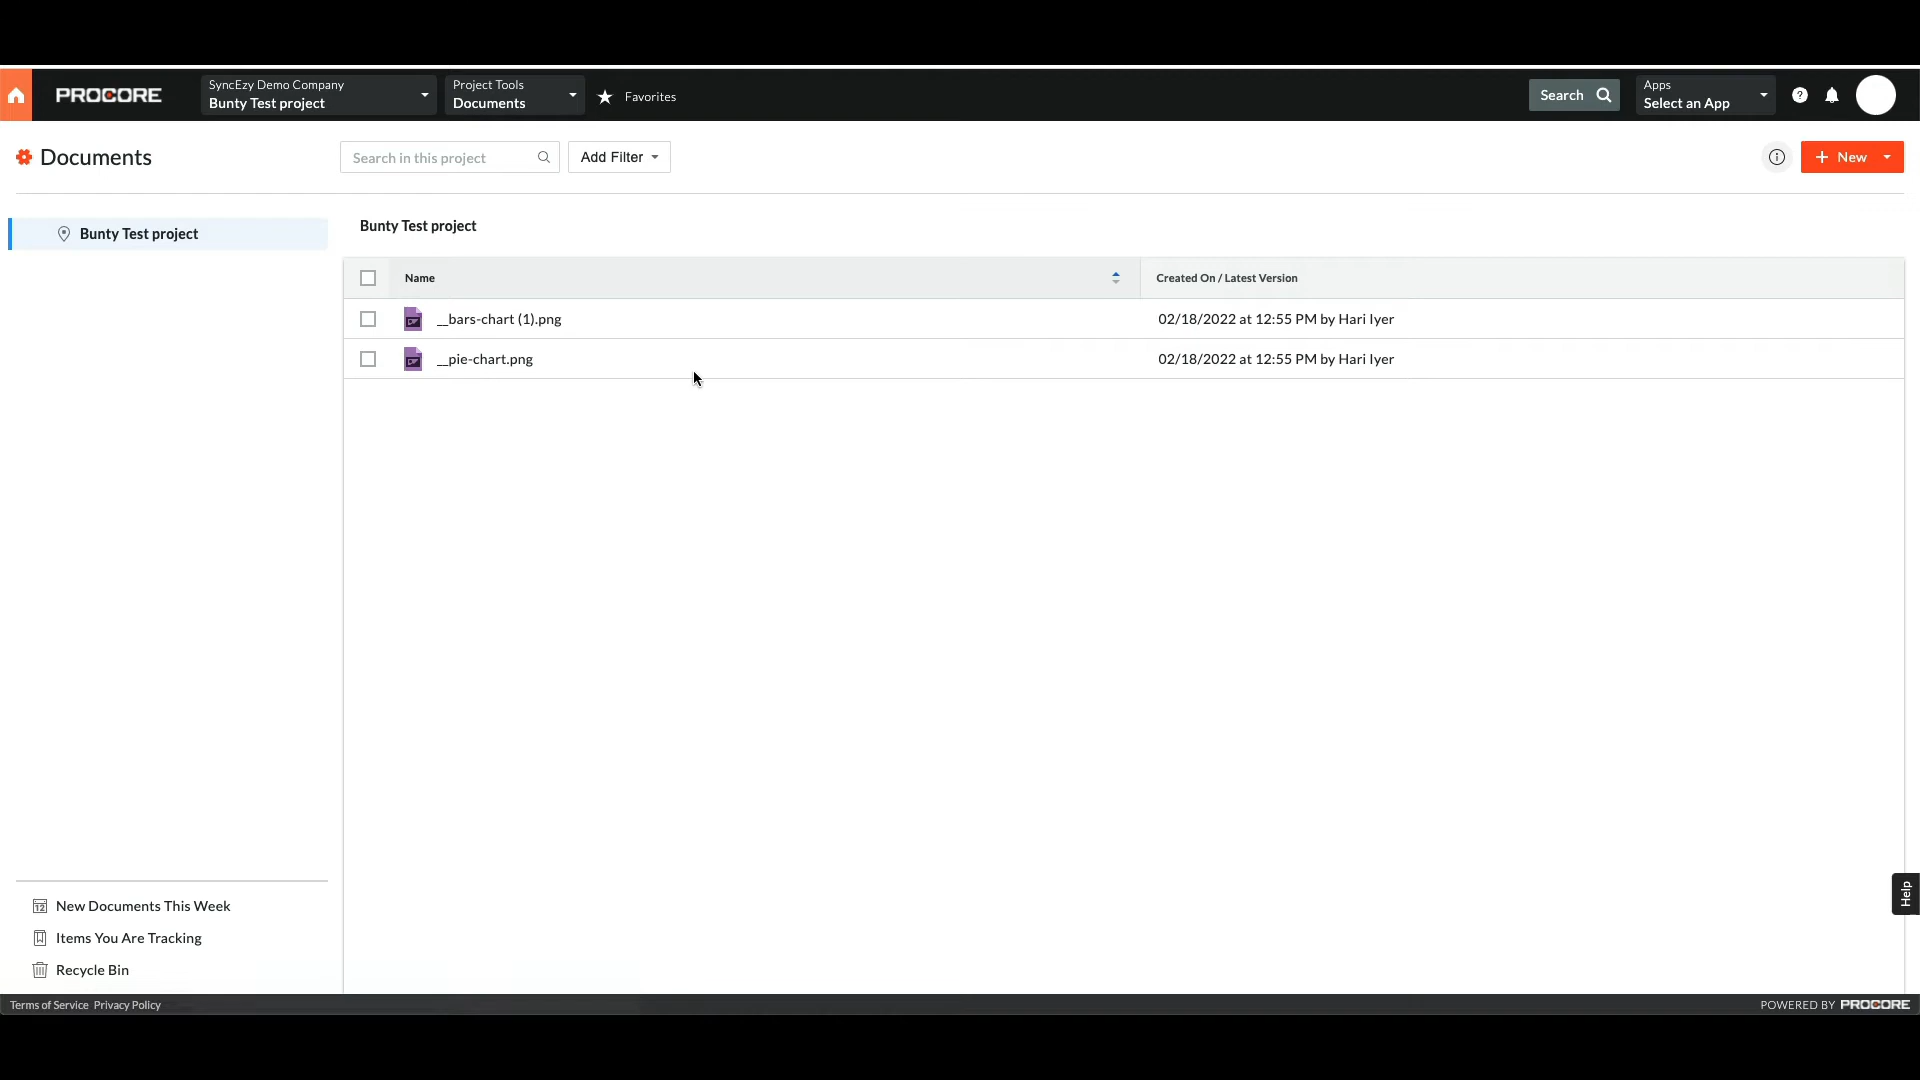 PROCORE
SyncEzy Demo Company
Bunty Test project
Project Tools
Documents
Favorites
Search
Apps
Select an App
Documents
Search in this project
Add Filter
New
Bunty Test project
Bunty Test project
Name
Created On / Latest Version
__bars-chart (1).png
02/18/2022 at 12:55 PM by Hari Iyer
__pie-chart.png
02/18/2022 at 12:55 PM by Hari Iyer
Help
12 New Documents This Week
Items You Are Tracking
Recycle Bin
Terms of Service Privacy Policy
POWERED BY PROCORE